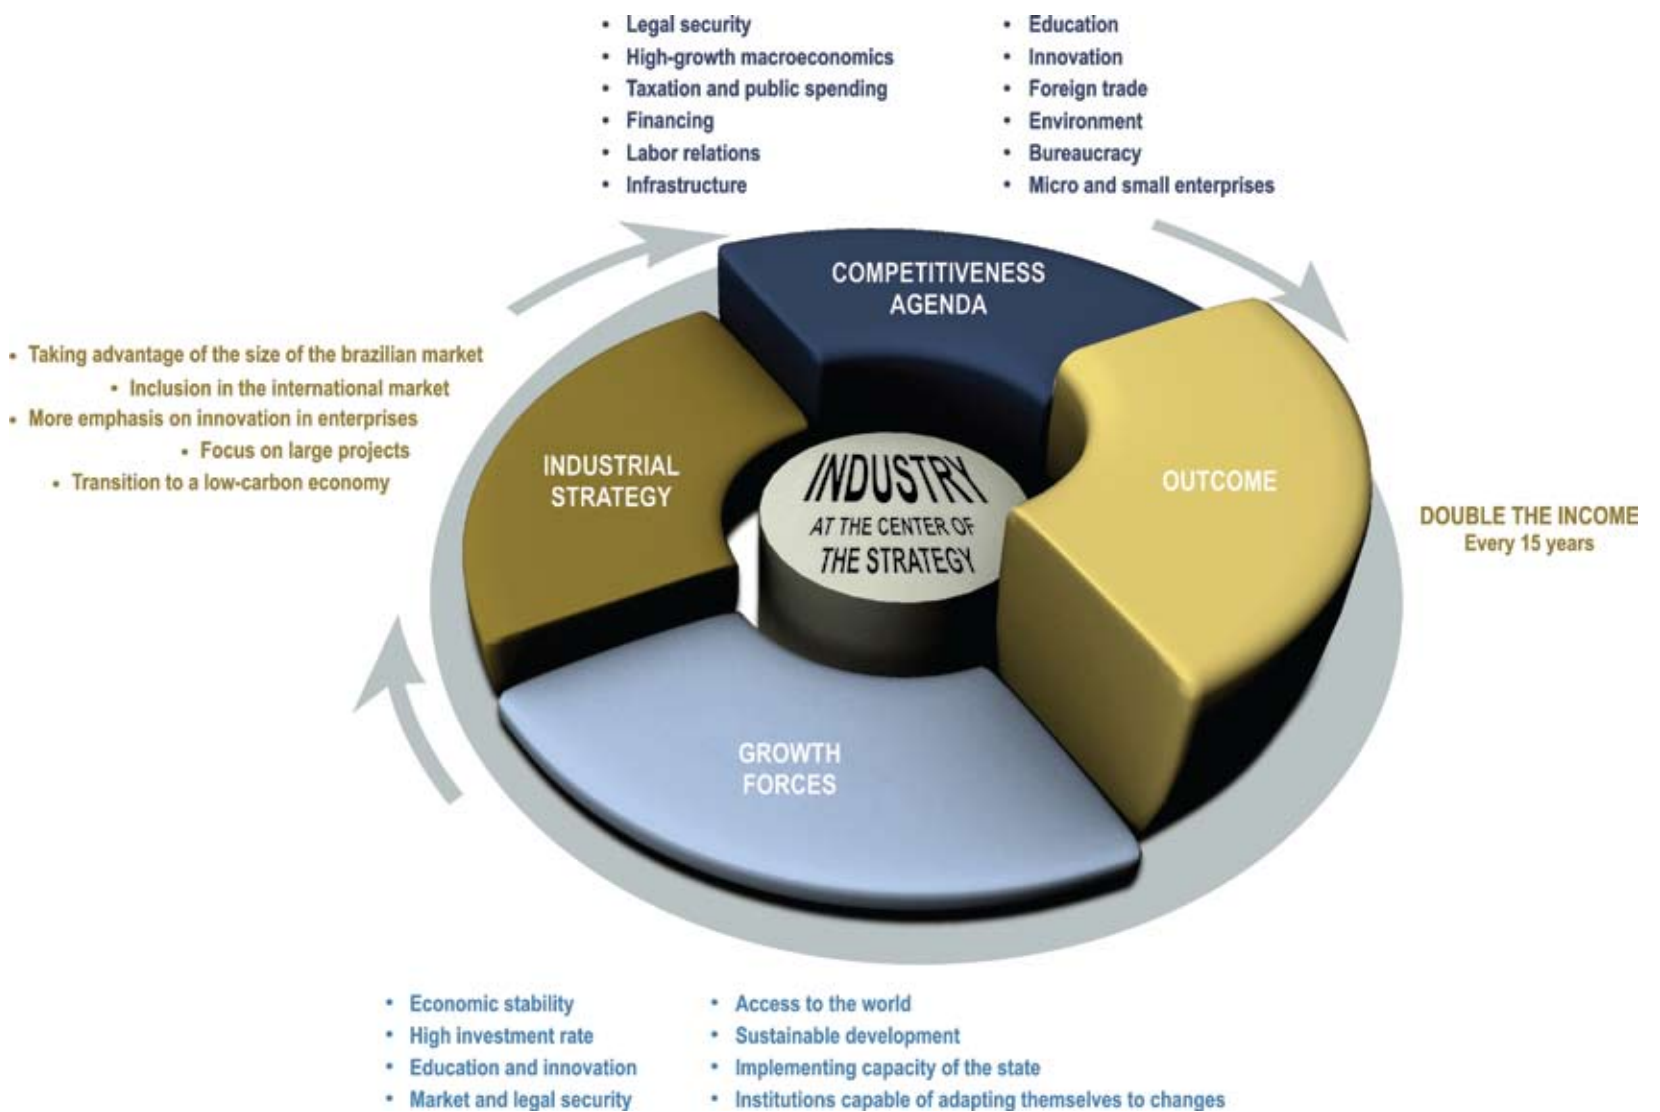 • Legal security
• High-growth macroeconomics
• Taxation and public spending
• Financing
• Labor relations
• Infrastructure
• Education
• Innovation
• Foreign trade
• Environment
• Bureaucracy
• Micro and small enterprises
COMPETITIVENESS
AGENDA
• Taking advantage of the size of the brazilian market
• Inclusion in the international market
• More emphasis on innovation in enterprises
• Focus on large projects
• Transition to a low-carbon economy
INDUSTRIAL
STRATEGY
INDUSTRY
AT THE CENTER OF
THE STRATEGY
OUTCOME
DOUBLE THE INCOME
Every 15 years
GROWTH
FORCES
• Economic stability
• High investment rate
• Education and innovation
• Market and legal security
• Access to the world
• Sustainable development
• Implementing capacity of the state
• Institutions capable of adapting themselves to changes